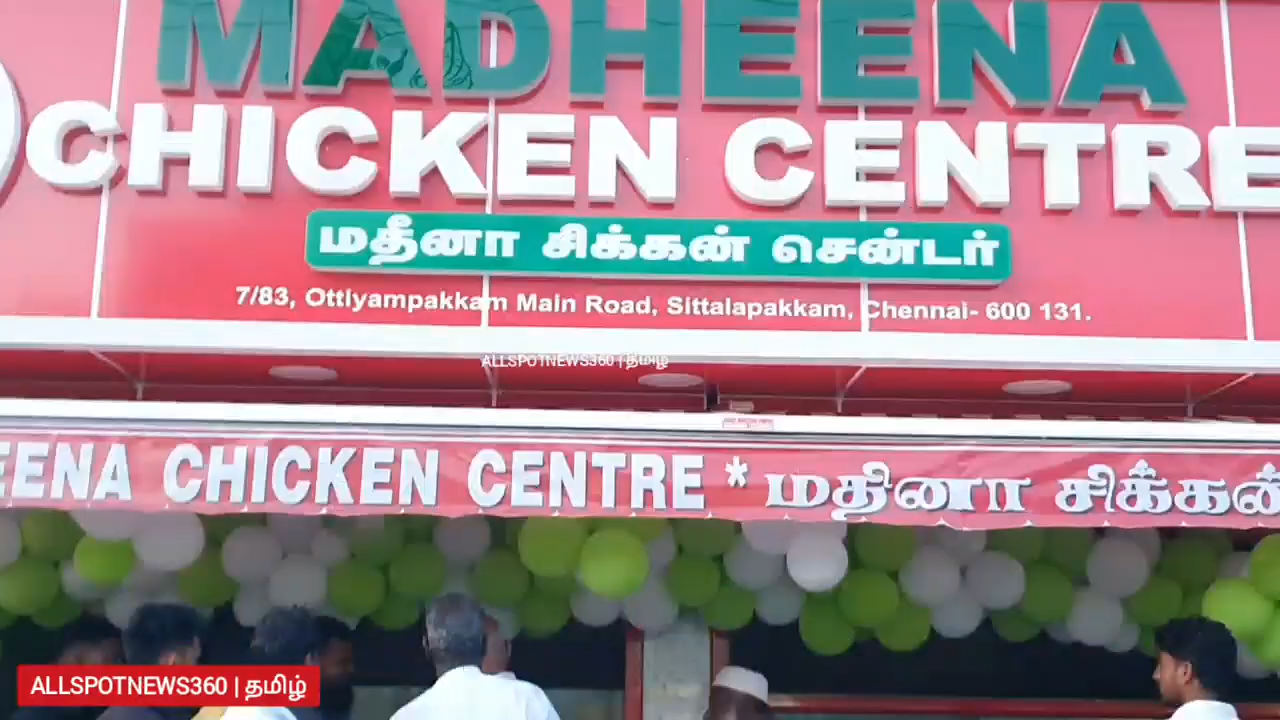 MADHEENA
CHICKEN CENTRE
மதீனா சிக்கன் சென்டர்
7/83, Ottiyampakkam Main Road, Sittalapakkam, Chennai- 600 131.
ALLSPOTNEWS360 | தமிழ்
EENA CHICKEN CENTRE * மதினா சிக்கன்
ALLSPOTNEWS360 | தமிழ்